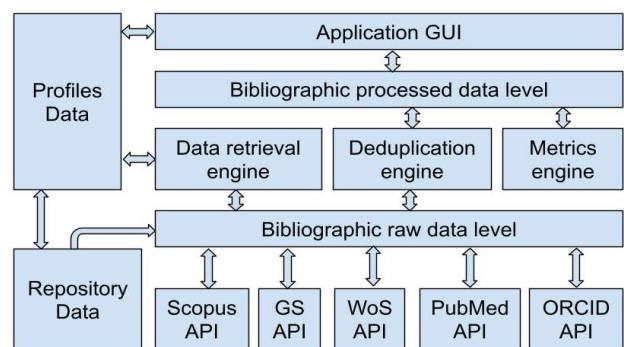 Application GUI
Profiles
Data
Bibliographic processed data level
Data retrieval
engine
Deduplication
engine
Metrics
engine
Bibliographic raw data level
Repository
Data
Scopus
API
GS
API
WoS
API
PubMed
API
ORCID
API